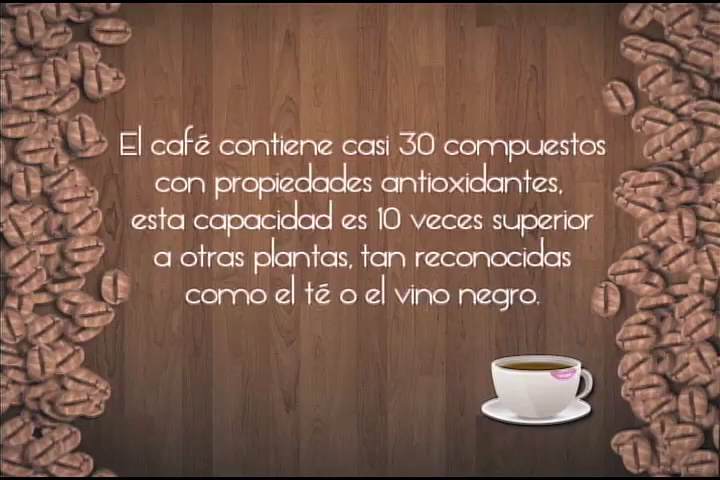 El café contiene casi 30 compuestos
con propiedades antioxidantes,
esta capacidad es 10 veces superior
a otras plantas, tan reconocidas
como el té o el vino negro.